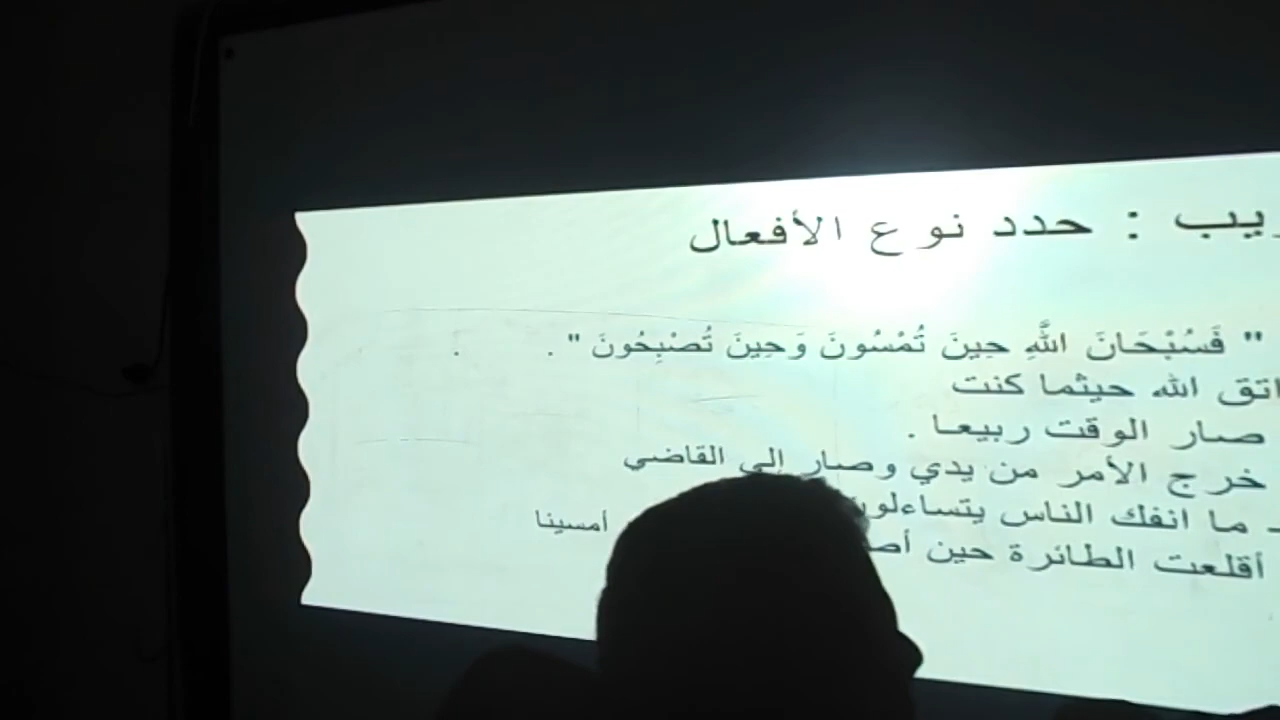 يب : حدد نوع الأفعال
" فَسُبْحَانَ اللَّهِ حِينَ تُمْسُونَ وَحِينَ تُصْبِحُونَ " .
اتق الله حيثما كنت
صار الوقت ربيعا .
خرج الأمر من يدي وصار إلى القاضي
- ما انفك الناس يتساءلون أمسينا
أقلعت الطائرة حين